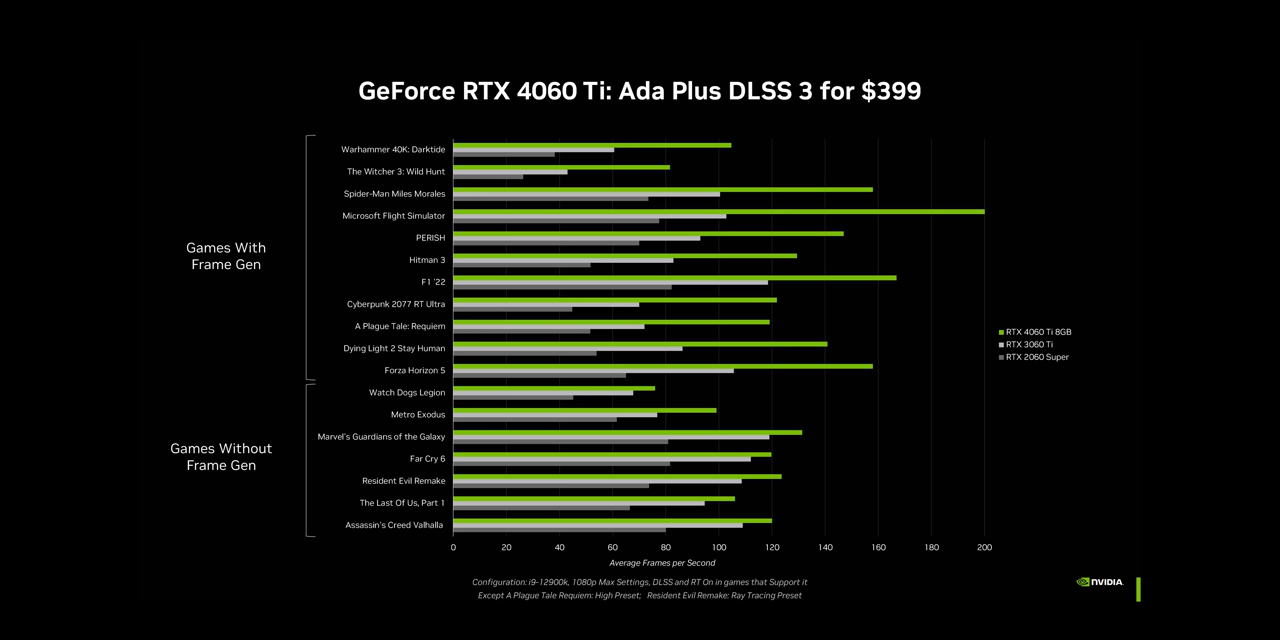 GeForce RTX 4060 Ti: Ada Plus DLSS 3 for $399
Games With
Frame Gen
Warhammer 40K: Darktide
The Witcher 3: Wild Hunt
Spider-Man Miles Morales
Microsoft Flight Simulator
PERISH
Hitman 3
F1 '22
Cyberpunk 2077 RT Ultra
A Plague Tale: Requiem
Dying Light 2 Stay Human
Forza Horizon 5
Games Without
Frame Gen
Watch Dogs Legion
Metro Exodus
Marvel's Guardians of the Galaxy
Far Cry 6
Resident Evil Remake
The Last Of Us, Part 1
Assassin's Creed Valhalla
RTX 4060 Ti 8GB
RTX 3060 Ti
RTX 2060 Super
0 20 40 60 80 100 120 140 160 180 200
Average Frames per Second
Configuration: i9-12900k, 1080p Max Settings, DLSS and RT On in games that Support it
Except A Plague Tale Requiem: High Preset; Resident Evil Remake: Ray Tracing Preset
NVIDIA.